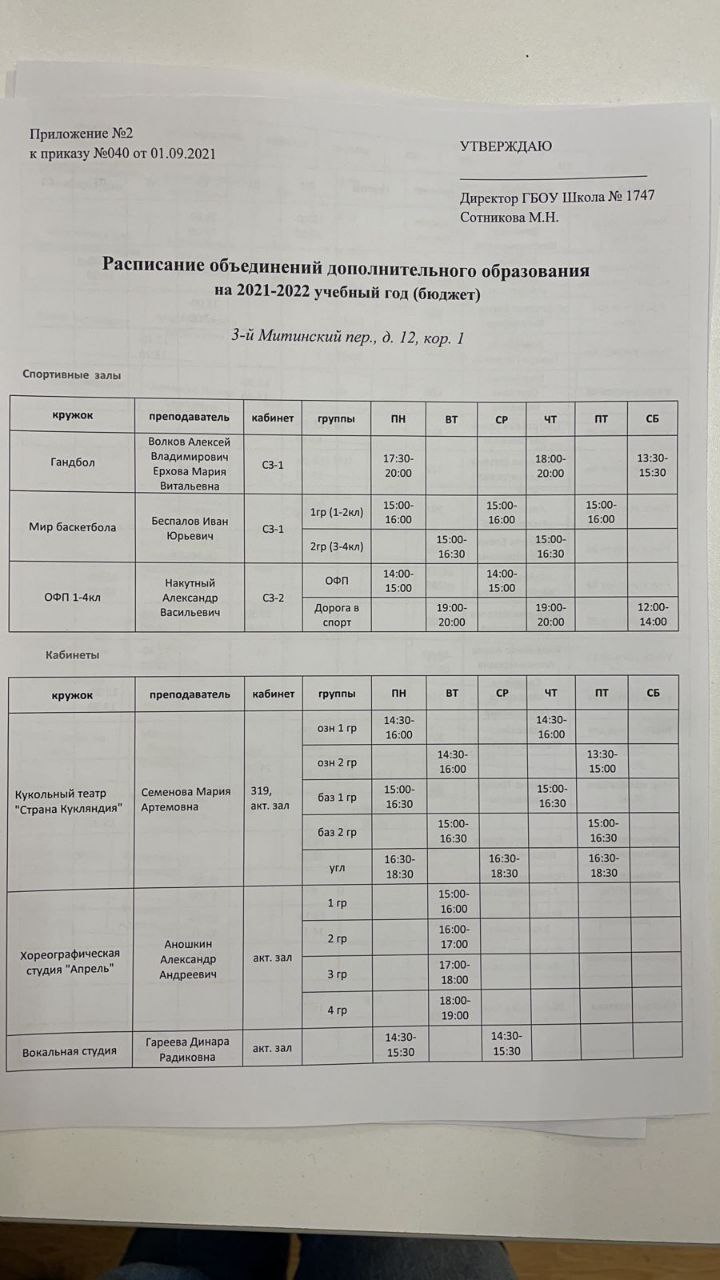 Приложение №2
к приказу №040 от 01.09.2021
УТВЕРЖДАЮ
Директор ГБОУ Школа № 1747
Сотникова М.Н.
Расписание объединений дополнительного образования
на 2021-2022 учебный год (бюджет)
3-й Митинский пер., д. 12, кор. 1
Спортивные залы
кружок преподаватель кабинет группы ПН ВТ СР ЧТ ПТ СБ
Гандбол
Волков Алексей
Владимирович
Ерхова Мария
Витальевна
СЗ-1
17:30-
20:00
18:00-
20:00
13:30-
15:30
Мир баскетбола
Беспалов Иван
Юрьевич
СЗ-1
1гр (1-2кл)
15:00-
16:00
15:00-
16:00
15:00-
16:00
2гр (3-4кл)
15:00-
16:30
15:00-
16:30
ОФП 1-4кл
Накутный
Александр
Васильевич
СЗ-2
ОФП
14:00-
15:00
14:00-
15:00
Дорога в
спорт
19:00-
20:00
19:00-
20:00
12:00-
14:00
Кабинеты
кружок преподаватель кабинет группы ПН ВТ СР ЧТ ПТ СБ
Кукольный театр
"Страна Кукляндия"
Семенова Мария
Артемовна
319,
акт. зал
озн 1 гр
14:30-
16:00
14:30-
16:00
озн 2 гр
14:30-
16:00
13:30-
15:00
баз 1 гр
15:00-
16:30
15:00-
16:30
баз 2 гр
15:00-
16:30
15:00-
16:30
угл
16:30-
18:30
16:30-
18:30
16:30-
18:30
Хореографическая
студия "Апрель"
Аношкин
Александр
Андреевич
акт. зал
1 гр
15:00-
16:00
2 гр
16:00-
17:00
3 гр
17:00-
18:00
4 гр
18:00-
19:00
Вокальная студия
Гареева Динара
Радиковна
акт. зал
14:30-
15:30
14:30-
15:30